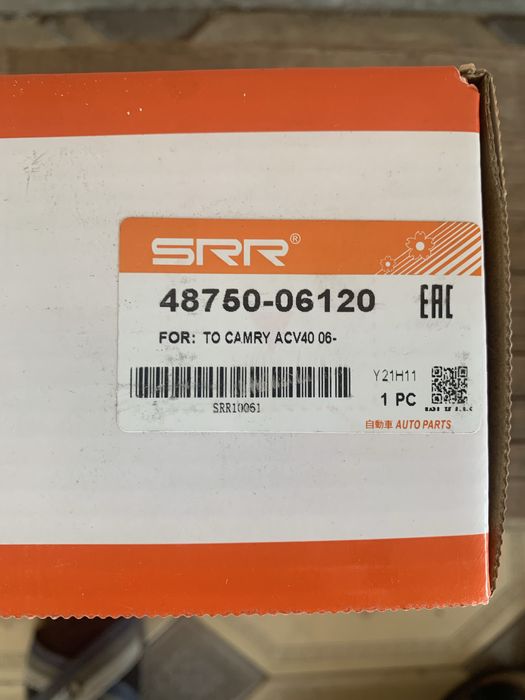 SRR®
48750-06120
EAC
FOR: TO CAMRY ACV40 06-
Y21H11
SRR10061
1 PC
自動車 AUTO PARTS